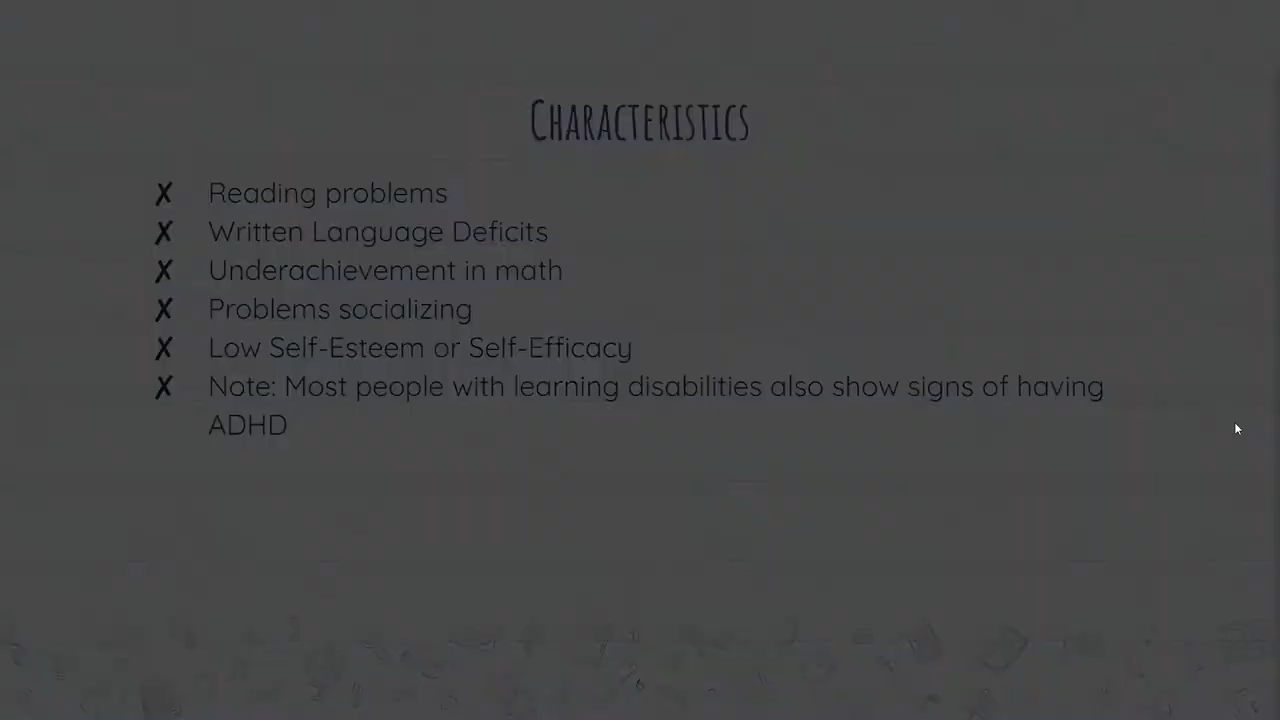 Characteristics
✗ Reading problems
✗ Written Language Deficits
✗ Underachievement in math
✗ Problems socializing
✗ Low Self-Esteem or Self-Efficacy
✗ Note: Most people with learning disabilities also show signs of having
ADHD